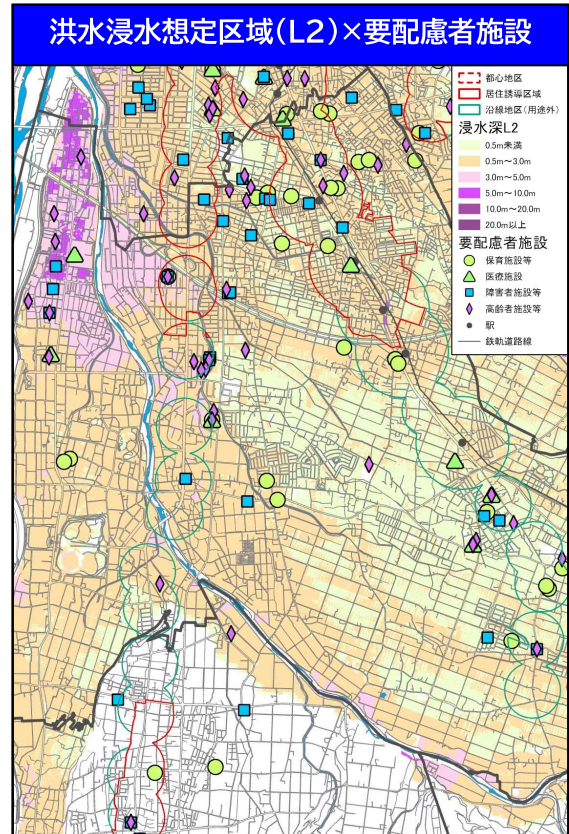 洪水浸水想定区域(L2)×要配慮者施設
都心地区
居住誘導区域
沿線地区(用途外)
浸水深L2
0.5m未満
0.5m～3.0m
3.0m～5.0m
5.0m～10.0m
10.0m～20.0m
20.0m以上
要配慮者施設
保育施設等
医療施設
障害者施設等
高齢者施設等
駅
鉄軌道路線